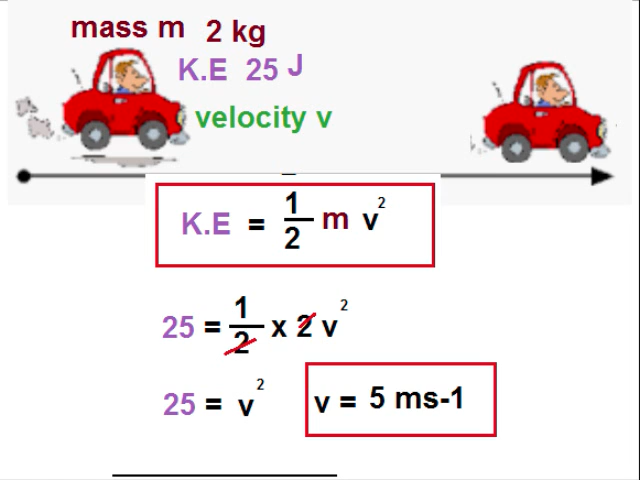 mass m 2 kg
K.E 25 J
velocity v
K.E = 1/2 m v²
25 = 1/2 x 2 v²
25 = v²
v = 5 ms-1